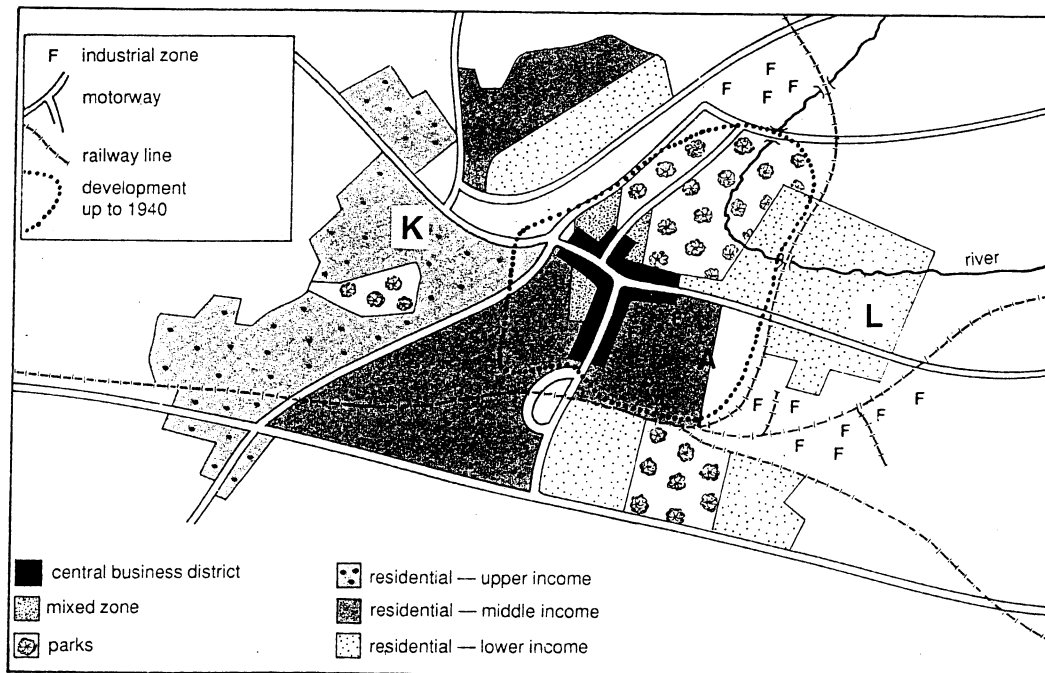 F industrial zone
motorway
railway line
development
up to 1940
F
F
F
F
F
K
river
L
F
F
F
F
F
F
F
central business district
mixed zone
parks
residential — upper income
residential — middle income
residential — lower income